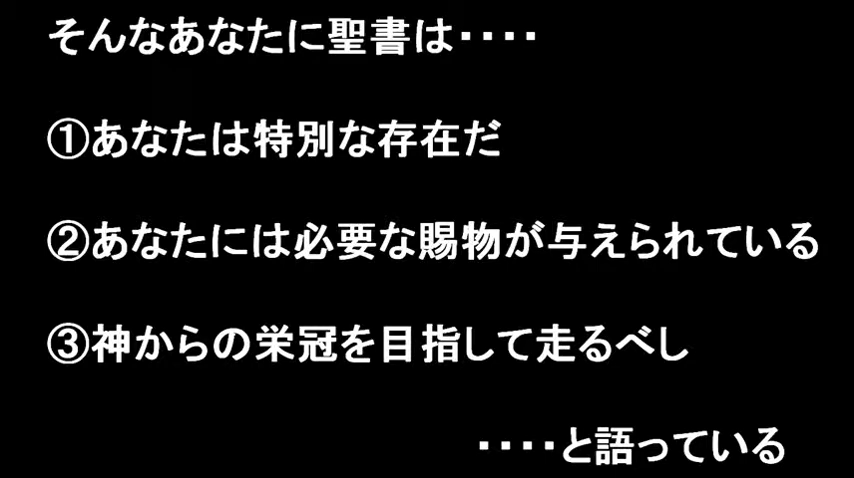 そんなあなたに聖書は・・・・
①あなたは特別な存在だ
②あなたには必要な賜物が与えられている
③神からの栄冠を目指して走るべし
・・・・と語っている